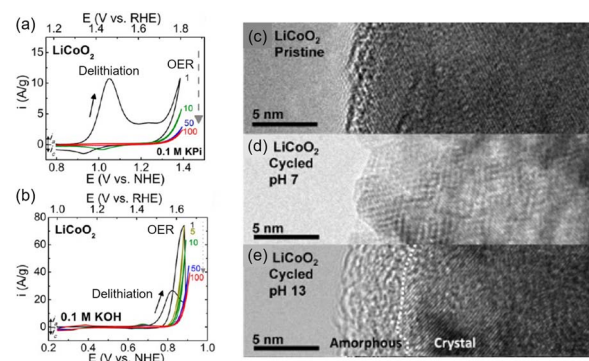 (a)
E (V vs. RHE)
1.2 1.4 1.6 1.8
LiCoO2
OER
1
Delithiation
10
50
100
0.1 M KPi
i (A/g)
15
10
5
0
0.8 1.0 1.2 1.4
E (V vs. NHE)
(b)
E (V vs. RHE)
1.0 1.2 1.4 1.6
LiCoO2
OER
1
5
10
50
100
Delithiation
0.1 M KOH
i (A/g)
80
60
40
20
0
0.2 0.4 0.6 0.8 1.0
E (V vs. NHE)
(c) LiCoO2
Pristine
5 nm
(d) LiCoO2
Cycled
pH 7
5 nm
(e) LiCoO2
Cycled
pH 13
5 nm
Amorphous Crystal